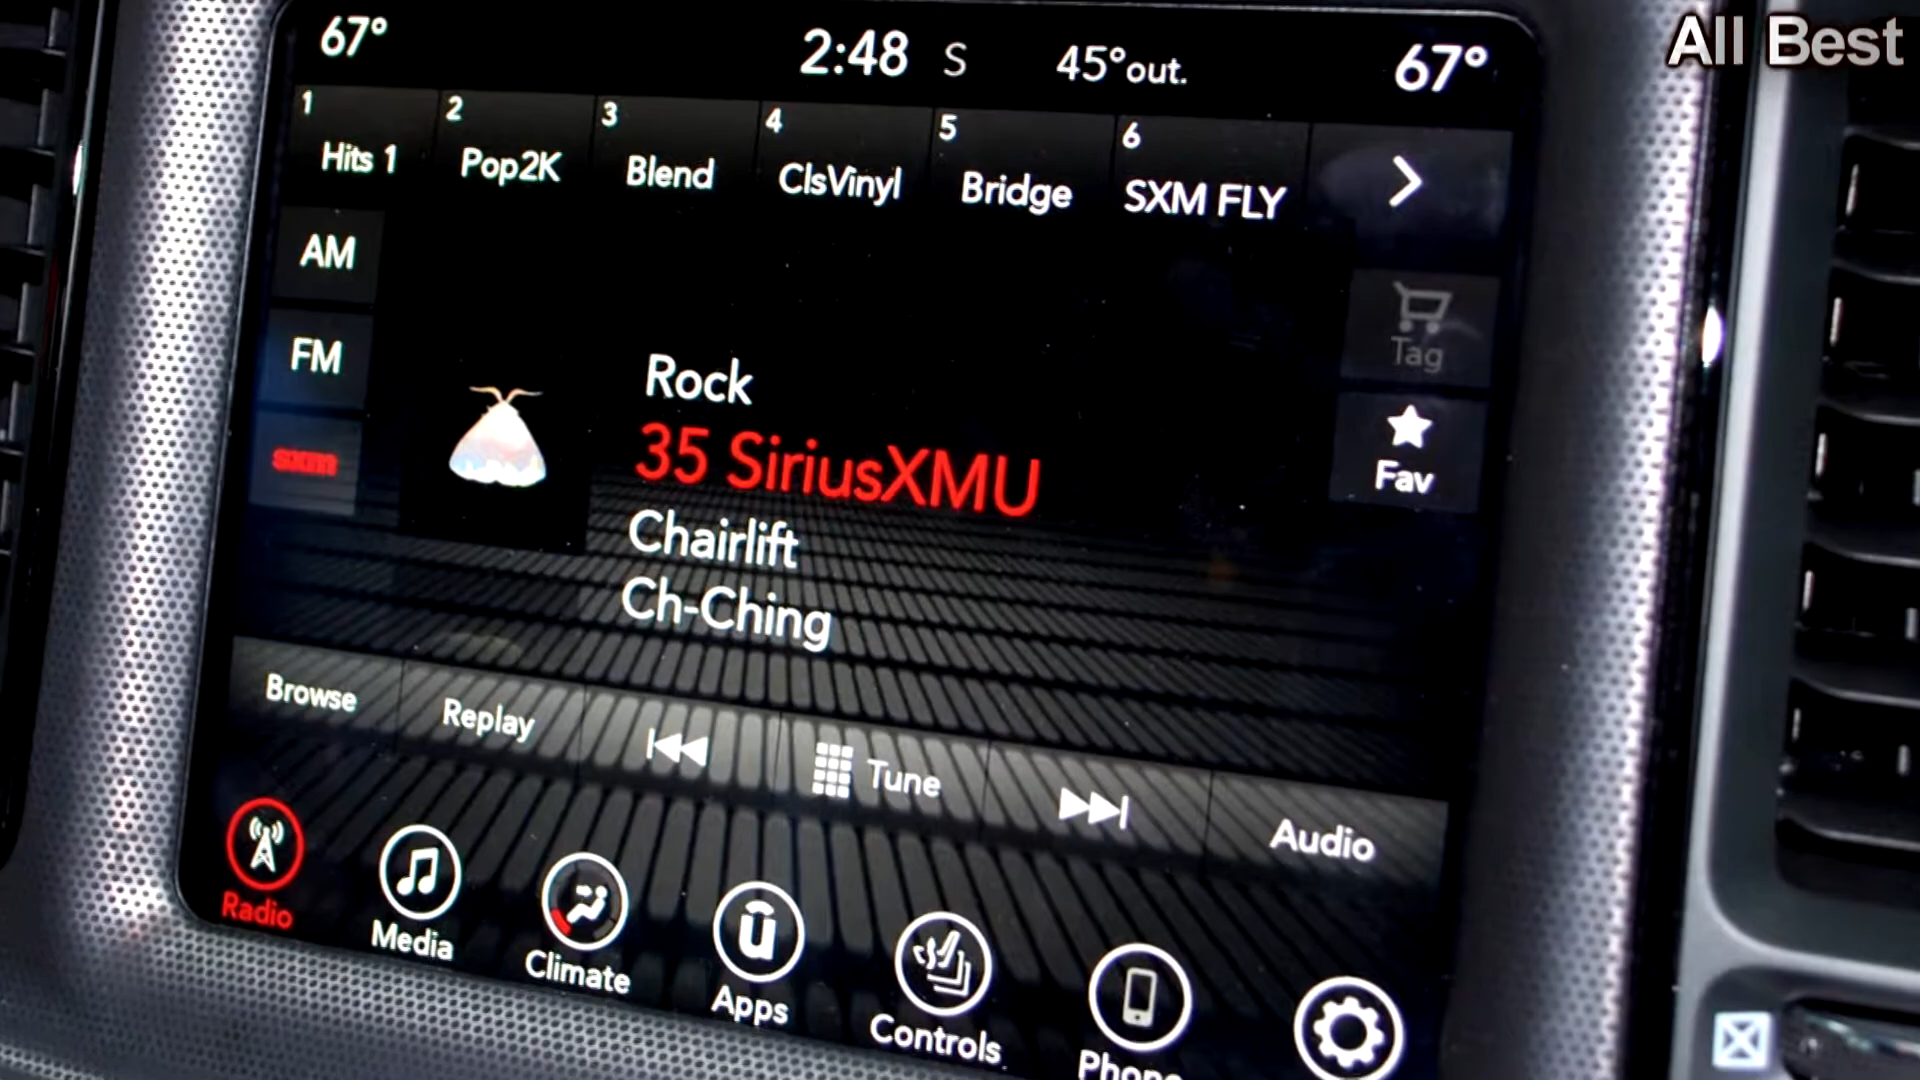 All Best
67° 2:48 S 45°out. 67°
1 2 3 4 5 6
Hits 1 Pop2K Blend ClsVinyl Bridge SXM FLY
AM
FM
sxm
Tag
Fav
Rock
35 SiriusXMU
Chairlift
Ch-Ching
Browse Replay Tune Audio
Radio Media Climate Apps Controls Phone